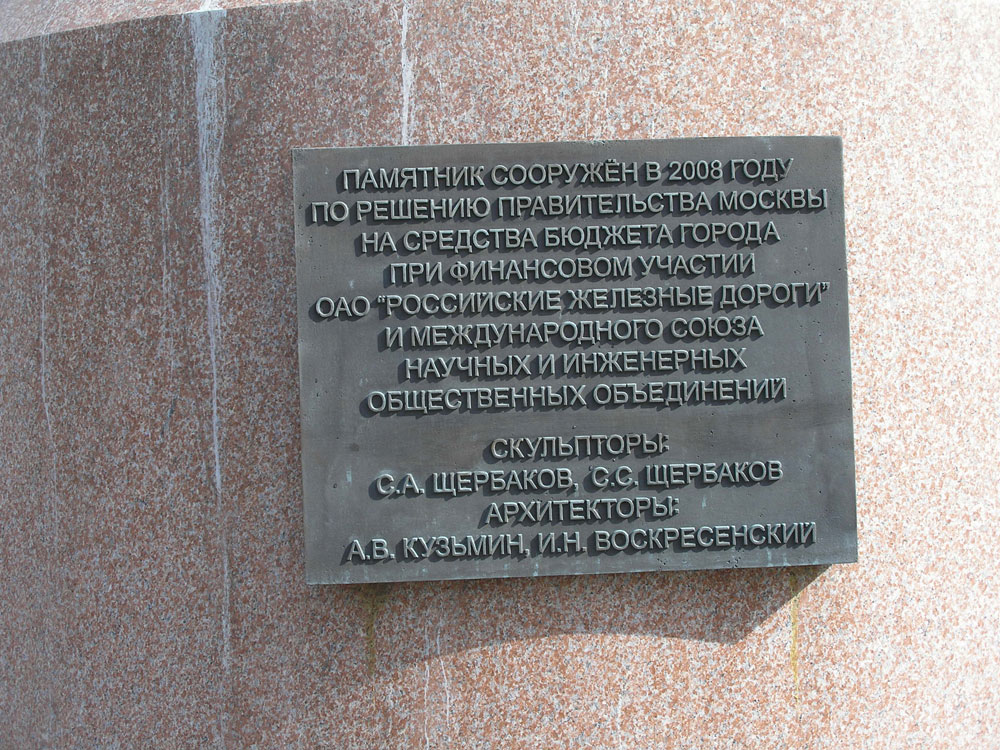 ПАМЯТНИК СООРУЖЁН В 2008 ГОДУ
ПО РЕШЕНИЮ ПРАВИТЕЛЬСТВА МОСКВЫ
НА СРЕДСТВА БЮДЖЕТА ГОРОДА
ПРИ ФИНАНСОВОМ УЧАСТИИ
ОАО "РОССИЙСКИЕ ЖЕЛЕЗНЫЕ ДОРОГИ"
И МЕЖДУНАРОДНОГО СОЮЗА
НАУЧНЫХ И ИНЖЕНЕРНЫХ
ОБЩЕСТВЕННЫХ ОБЪЕДИНЕНИЙ
СКУЛЬПТОРЫ:
С.А. ЩЕРБАКОВ, С.С. ЩЕРБАКОВ
АРХИТЕКТОРЫ:
А.В. КУЗЬМИН, И.Н. ВОСКРЕСЕНСКИЙ